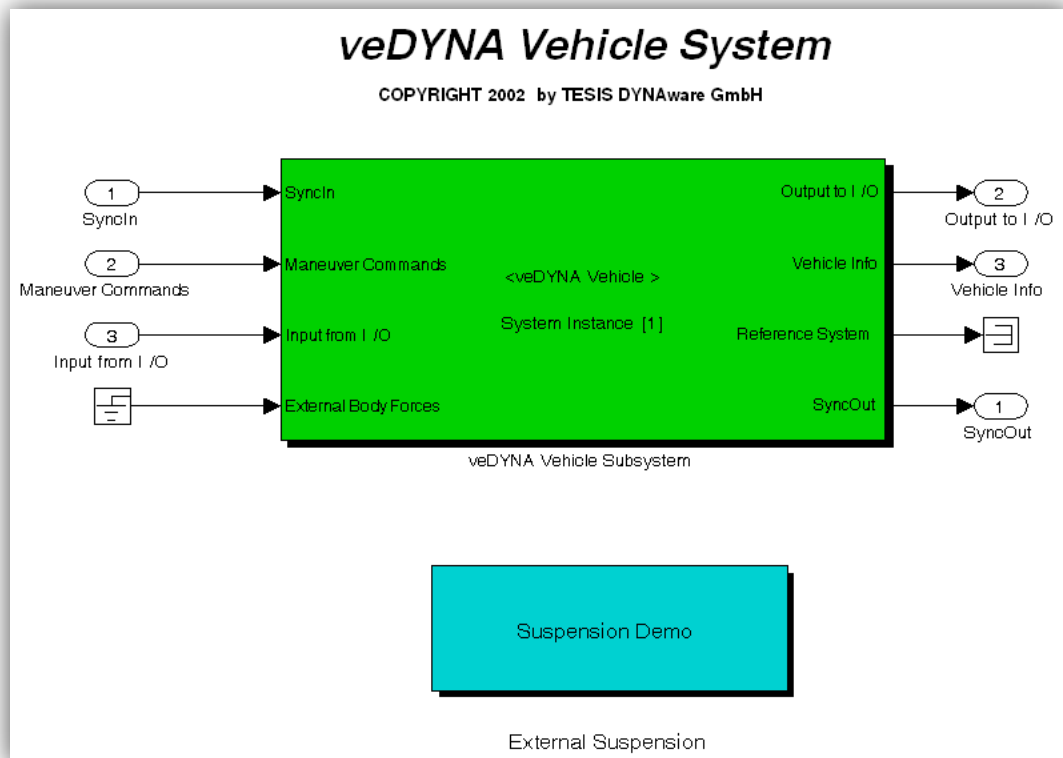 veDYNA Vehicle System
COPYRIGHT 2002 by TESIS DYNAware GmbH
1
SyncIn
2
Maneuver Commands
3
Input from I /O
SyncIn
Maneuver Commands
Input from I /O
External Body Forces
<veDYNA Vehicle >
System Instance [1]
Output to I /O
Vehicle Info
Reference System
SyncOut
2
Output to I /O
3
Vehicle Info
1
SyncOut
veDYNA Vehicle Subsystem
Suspension Demo
External Suspension